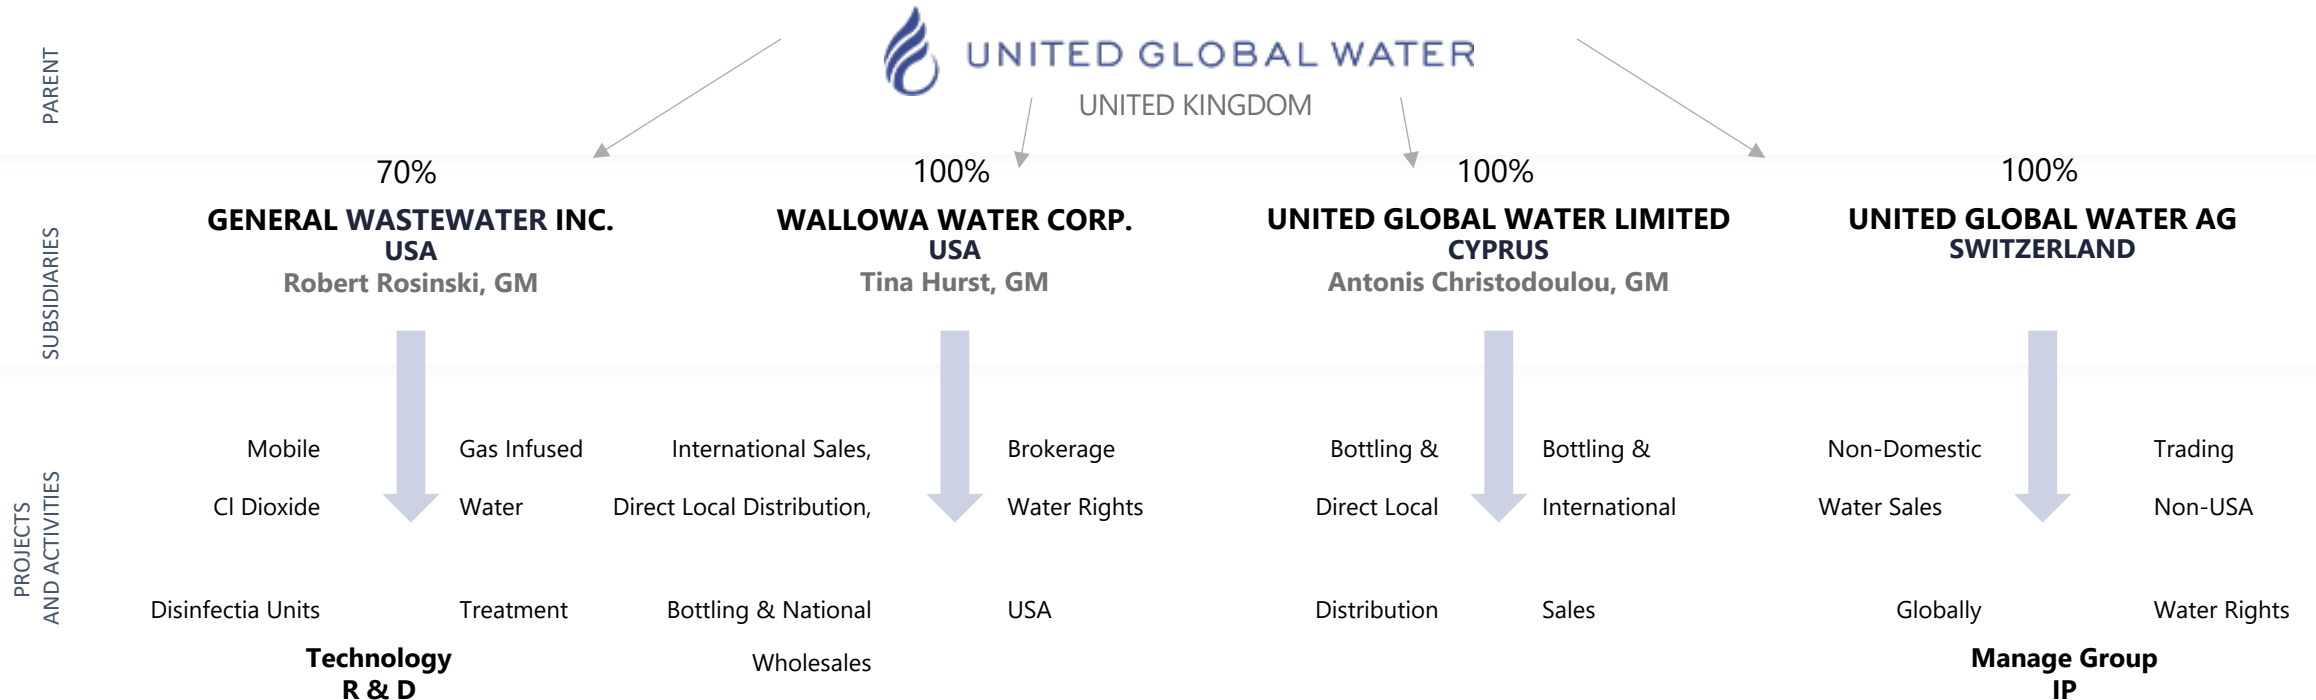 PARENT
UNITED GLOBAL WATER
UNITED KINGDOM
SUBSIDIARIES
70%
GENERAL WASTEWATER INC.
USA
Robert Rosinski, GM
100%
WALLOWA WATER CORP.
USA
Tina Hurst, GM
100%
UNITED GLOBAL WATER LIMITED
CYPRUS
Antonis Christodoulou, GM
100%
UNITED GLOBAL WATER AG
SWITZERLAND
PROJECTS
AND ACTIVITIES
Mobile
Cl Dioxide
Disinfectia Units
Gas Infused
Water
Treatment
Technology
R & D
International Sales,
Direct Local Distribution,
Bottling & National
Wholesales
Brokerage
Water Rights
USA
Bottling &
Direct Local
Distribution
Bottling &
International
Sales
Non-Domestic
Water Sales
Globally
Trading
Non-USA
Water Rights
Manage Group
IP